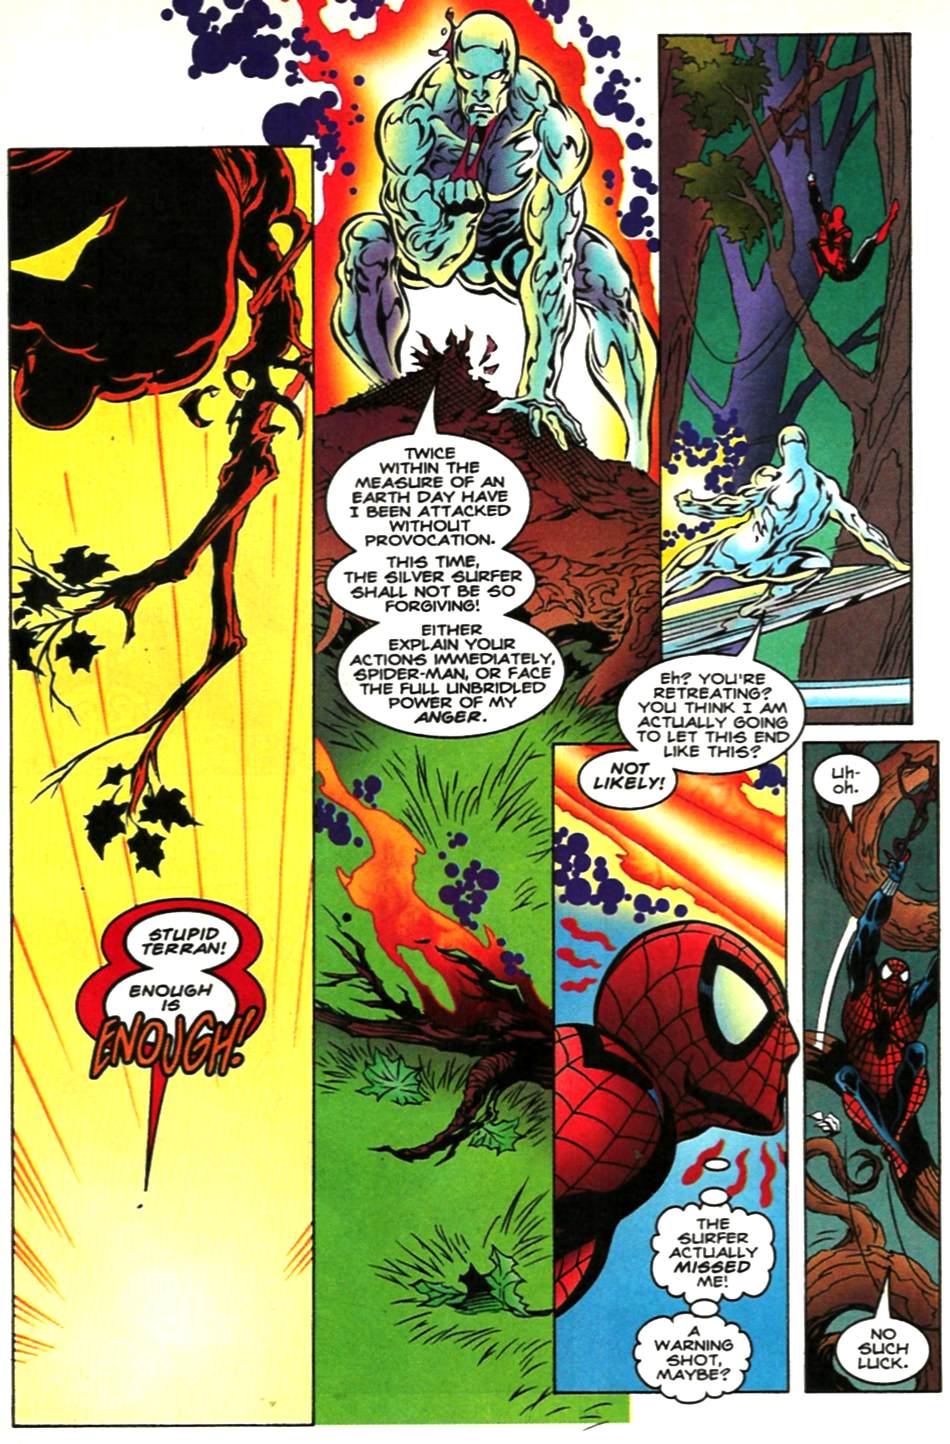 STUPID
TERRAN!
ENOUGH
IS
ENOUGH!
TWICE
WITHIN THE
MEASURE OF AN
EARTH DAY HAVE
I BEEN ATTACKED
WITHOUT
PROVOCATION.
THIS TIME,
THE SILVER SURFER
SHALL NOT BE SO
FORGIVING!
EITHER
EXPLAIN YOUR
ACTIONS IMMEDIATELY,
SPIDER-MAN, OR FACE
THE FULL UNBRIDLED
POWER OF MY
ANGER.
Eh? YOU'RE
RETREATING?
YOU THINK I AM
ACTUALLY GOING
TO LET THIS END
LIKE THIS?
NOT
LIKELY!
THE
SURFER
ACTUALLY
MISSED
ME!
A
WARNING
SHOT,
MAYBE?
Uh-
oh.
NO
SUCH
LUCK.